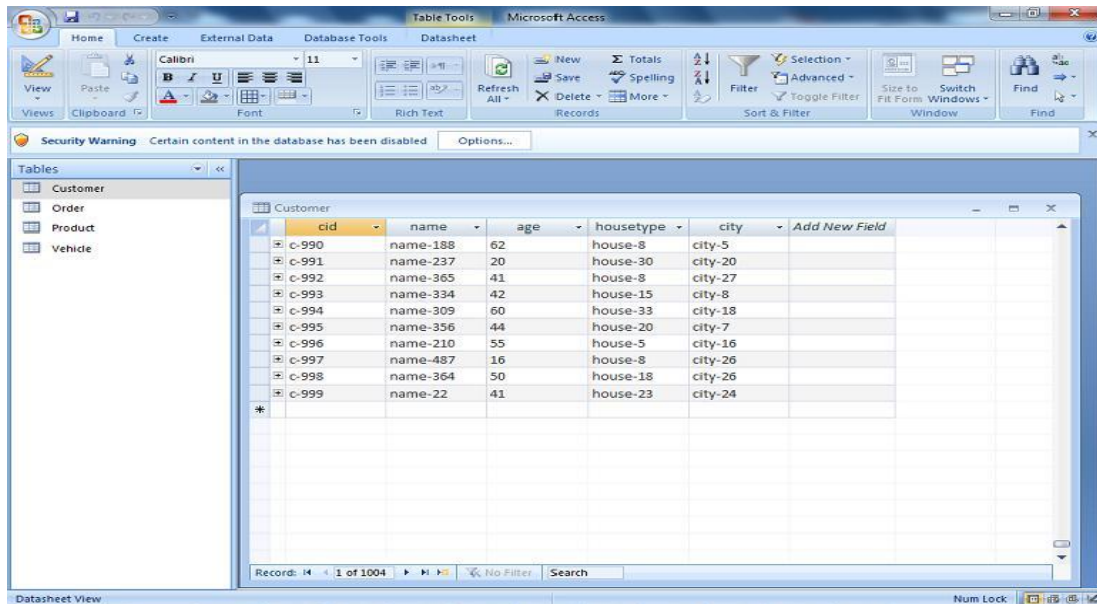 Table Tools Microsoft Access
Home Create External Data Database Tools Datasheet
Calibri 11 New Totals Selection
Save Spelling Advanced
View Paste B I U Refresh All Delete More Filter Toggle Filter Size to Fit Form Switch Windows Find
Views Clipboard Font Rich Text Records Sort & Filter Window Find
Security Warning Certain content in the database has been disabled Options...
Tables
Customer
Order
Product
Vehicle
Customer
cid name age housetype city Add New Field
c-990 name-188 62 house-8 city-5
c-991 name-237 20 house-30 city-20
c-992 name-365 41 house-8 city-27
c-993 name-334 42 house-15 city-8
c-994 name-309 60 house-33 city-18
c-995 name-356 44 house-20 city-7
c-996 name-210 55 house-5 city-16
c-997 name-487 16 house-8 city-26
c-998 name-364 50 house-18 city-26
c-999 name-22 41 house-23 city-24
Record: 1 of 1004 No Filter Search
Datasheet View Num Lock